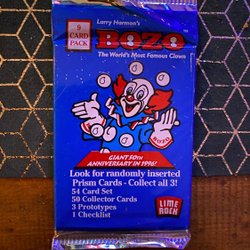 Larry Harmon's
9
CARD
PACK
BOZO
The World's Most Famous Clown
GIANT 50th
ANNIVERSARY IN 1996!
Look for randomly inserted
Prism Cards - Collect all 3!
54 Card Set
50 Collector Cards
3 Prototypes
1 Checklist
LIME
ROCK